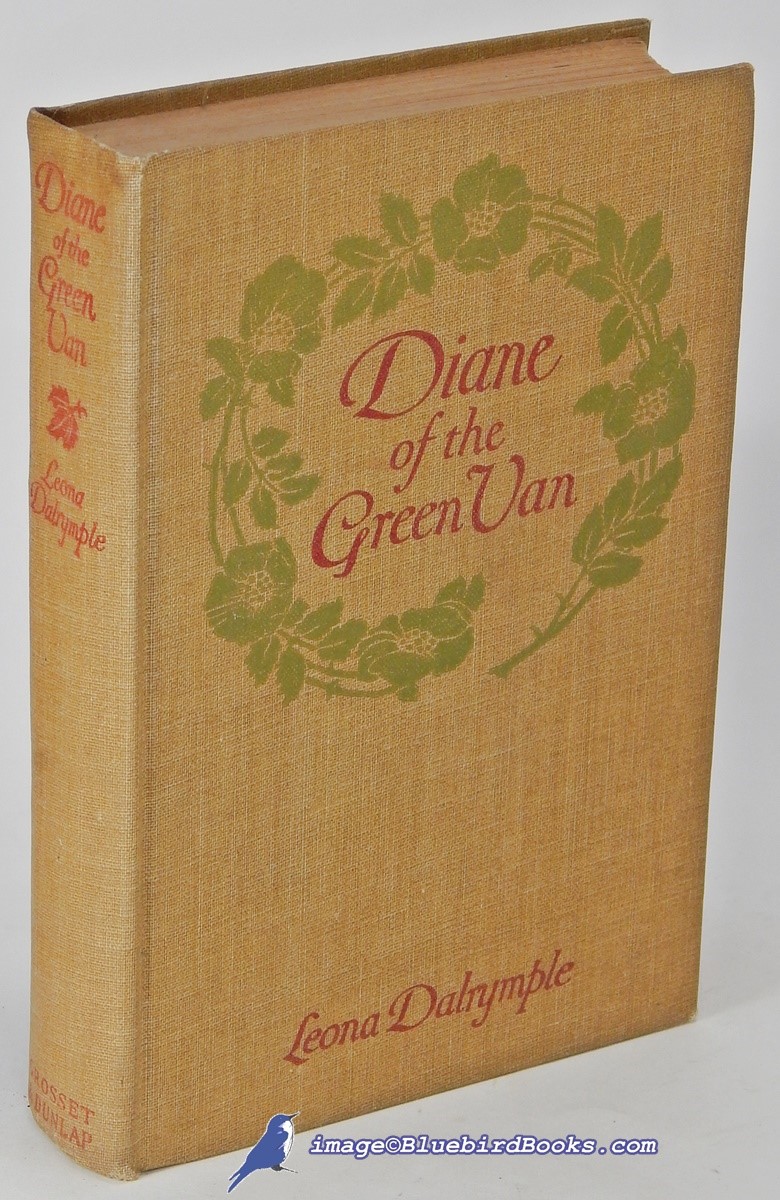 Diane
of the
Green
Van
Leona
Dalrymple
GROSSET
& DUNLAP
Diane
of the
Green Van
Leona Dalrymple
image©BluebirdBooks.com